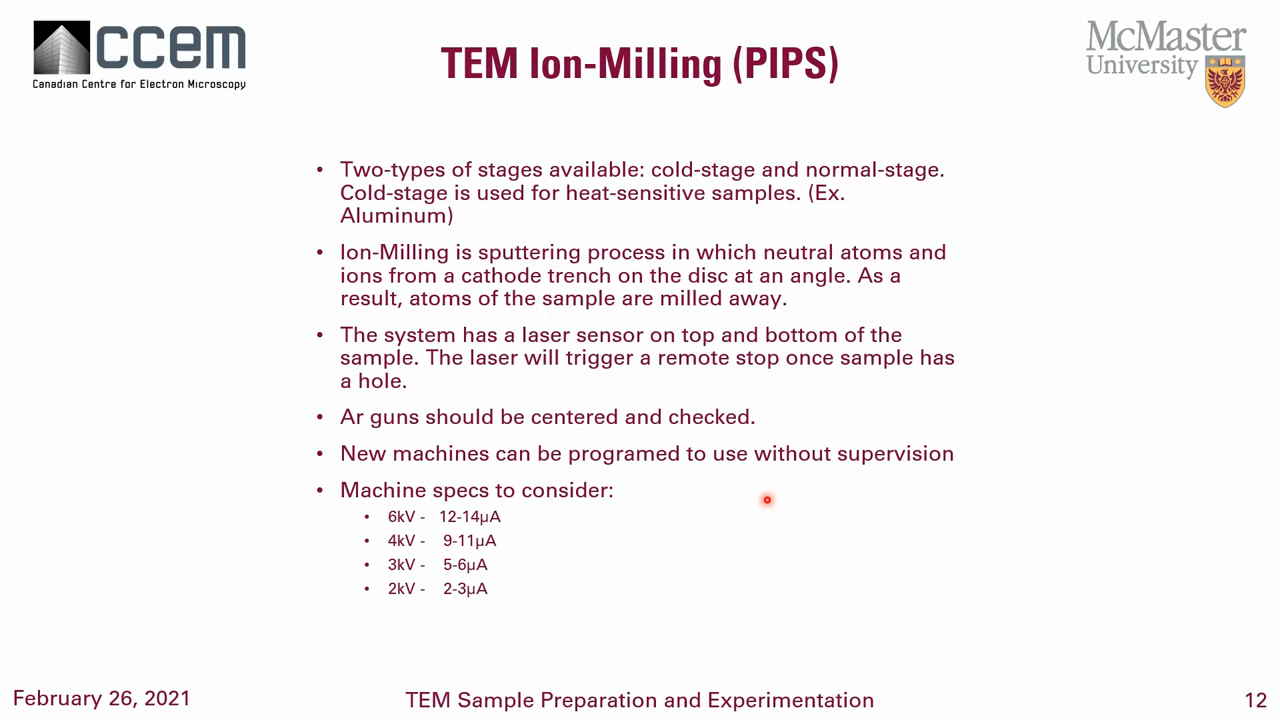 ccem
Canadian Centre for Electron Microscopy
TEM Ion-Milling (PIPS)
McMaster
University
• Two-types of stages available: cold-stage and normal-stage.
Cold-stage is used for heat-sensitive samples. (Ex.
Aluminum)
• Ion-Milling is sputtering process in which neutral atoms and
ions from a cathode trench on the disc at an angle. As a
result, atoms of the sample are milled away.
• The system has a laser sensor on top and bottom of the
sample. The laser will trigger a remote stop once sample has
a hole.
• Ar guns should be centered and checked.
• New machines can be programed to use without supervision
• Machine specs to consider:
• 6kV - 12-14µA
• 4kV - 9-11µA
• 3kV - 5-6µA
• 2kV - 2-3µA
February 26, 2021
TEM Sample Preparation and Experimentation
12